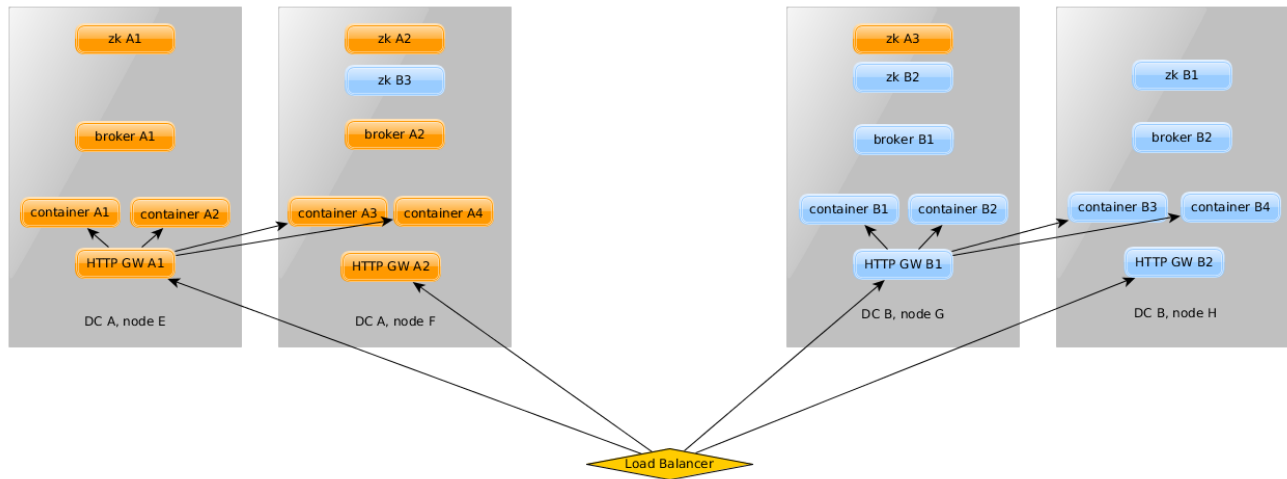 zk A1
broker A1
container A1
container A2
HTTP GW A1
DC A, node E
zk A2
zk B3
broker A2
container A3
container A4
HTTP GW A2
DC A, node F
zk A3
zk B2
broker B1
container B1
container B2
HTTP GW B1
DC B, node G
zk B1
broker B2
container B3
container B4
HTTP GW B2
DC B, node H
Load Balancer